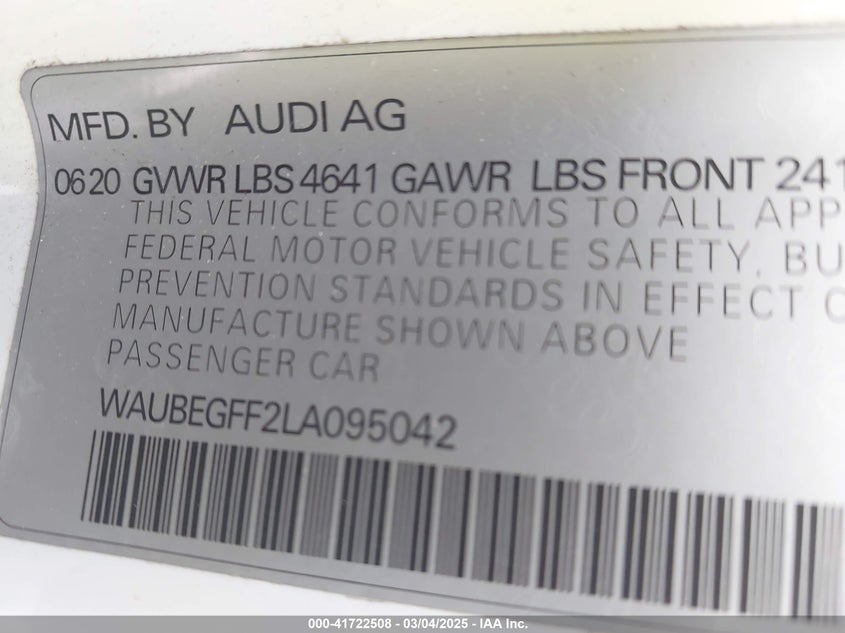 MFD. BY AUDI AG
0620 GVWR LBS 4641 GAWR LBS FRONT 241
THIS VEHICLE CONFORMS TO ALL APP
FEDERAL MOTOR VEHICLE SAFETY, BU
PREVENTION STANDARDS IN EFFECT O
MANUFACTURE SHOWN ABOVE
PASSENGER CAR
WAUBEGFF2LA095042
000-41722508 - 03/04/2025 - IAA Inc.